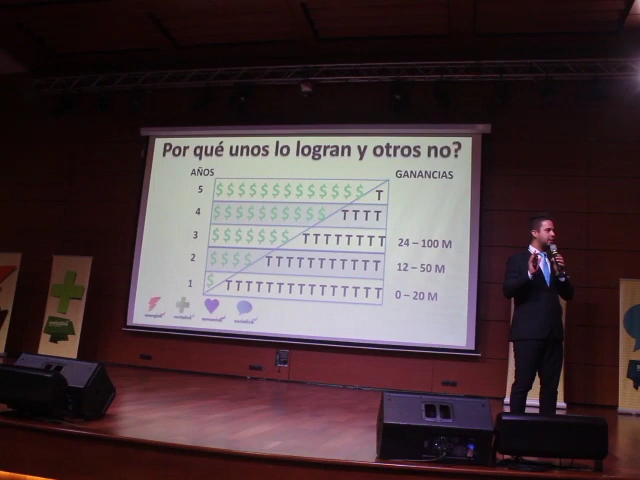 Por qué unos lo logran y otros no?
AÑOS GANANCIAS
5 $ $ $ $ $ $ $ $ $ $ $ $ $ T
4 $ $ $ $ $ $ $ $ $ $ T T T T
3 $ $ $ $ $ $ $ T T T T T T T T 24 – 100 M
2 $ $ $ $ T T T T T T T T T T T 12 – 50 M
1 $ T T T T T T T T T T T T T T 0 – 20 M